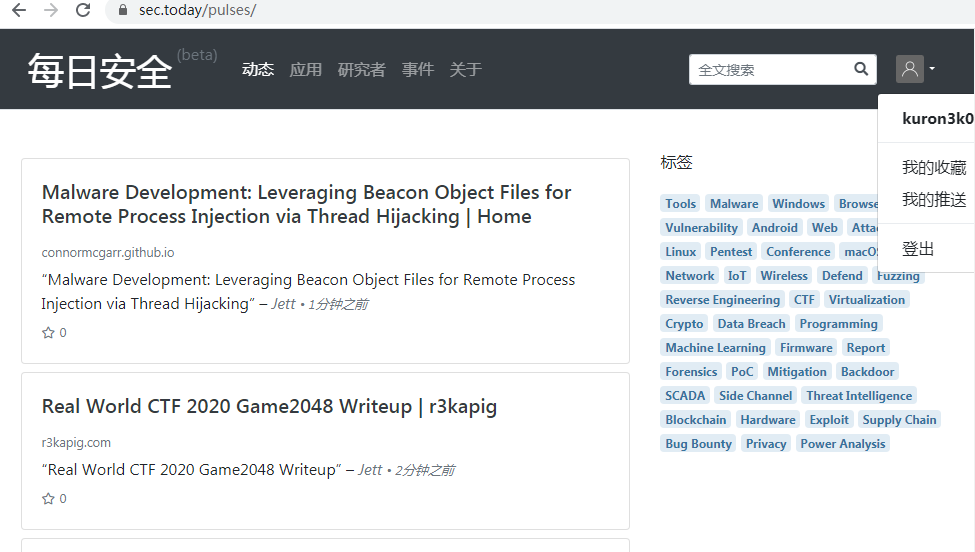 sec.today/pulses/
每日安全 (beta) 动态 应用 研究者 事件 关于 全文搜索
kuron3k0
我的收藏
我的推送
登出
Malware Development: Leveraging Beacon Object Files for
Remote Process Injection via Thread Hijacking | Home
connormcgarr.github.io
“Malware Development: Leveraging Beacon Object Files for Remote Process
Injection via Thread Hijacking” – Jett • 1分钟之前
0
Real World CTF 2020 Game2048 Writeup | r3kapig
r3kapig.com
“Real World CTF 2020 Game2048 Writeup” – Jett • 2分钟之前
0
标签
Tools Malware Windows Browse
Vulnerability Android Web Attac
Linux Pentest Conference macOS
Network IoT Wireless Defend Fuzzing
Reverse Engineering CTF Virtualization
Crypto Data Breach Programming
Machine Learning Firmware Report
Forensics PoC Mitigation Backdoor
SCADA Side Channel Threat Intelligence
Blockchain Hardware Exploit Supply Chain
Bug Bounty Privacy Power Analysis